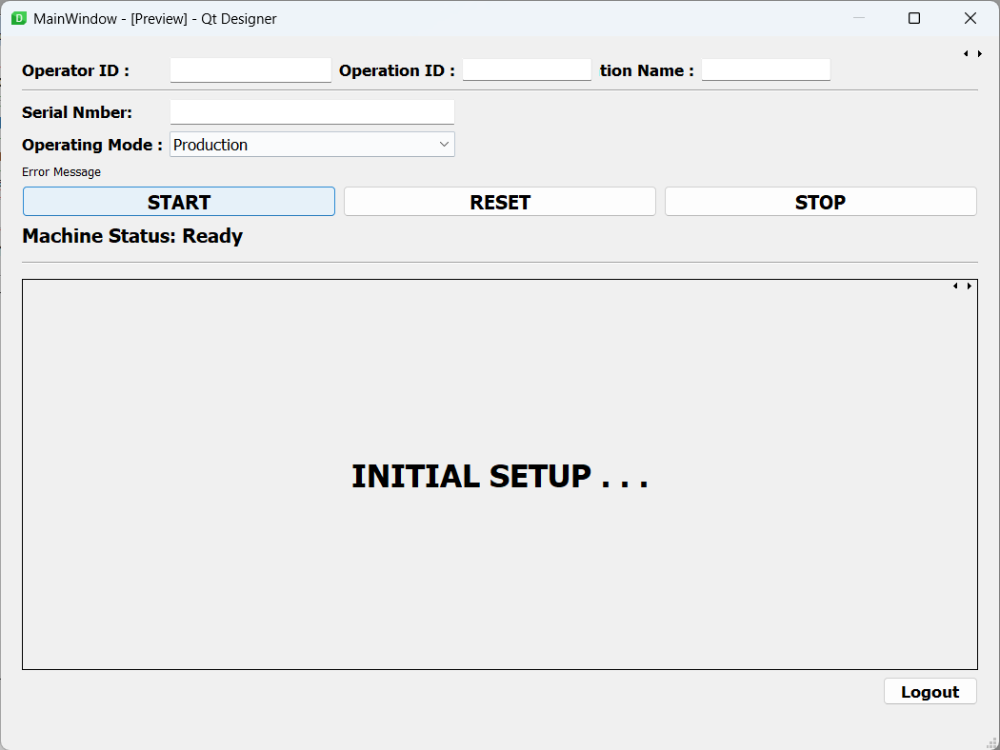 MainWindow - [Preview] - Qt Designer
Operator ID : Operation ID : tion Name :
Serial Nmber:
Operating Mode : Production
Error Message
START RESET STOP
Machine Status: Ready
INITIAL SETUP . . .
Logout